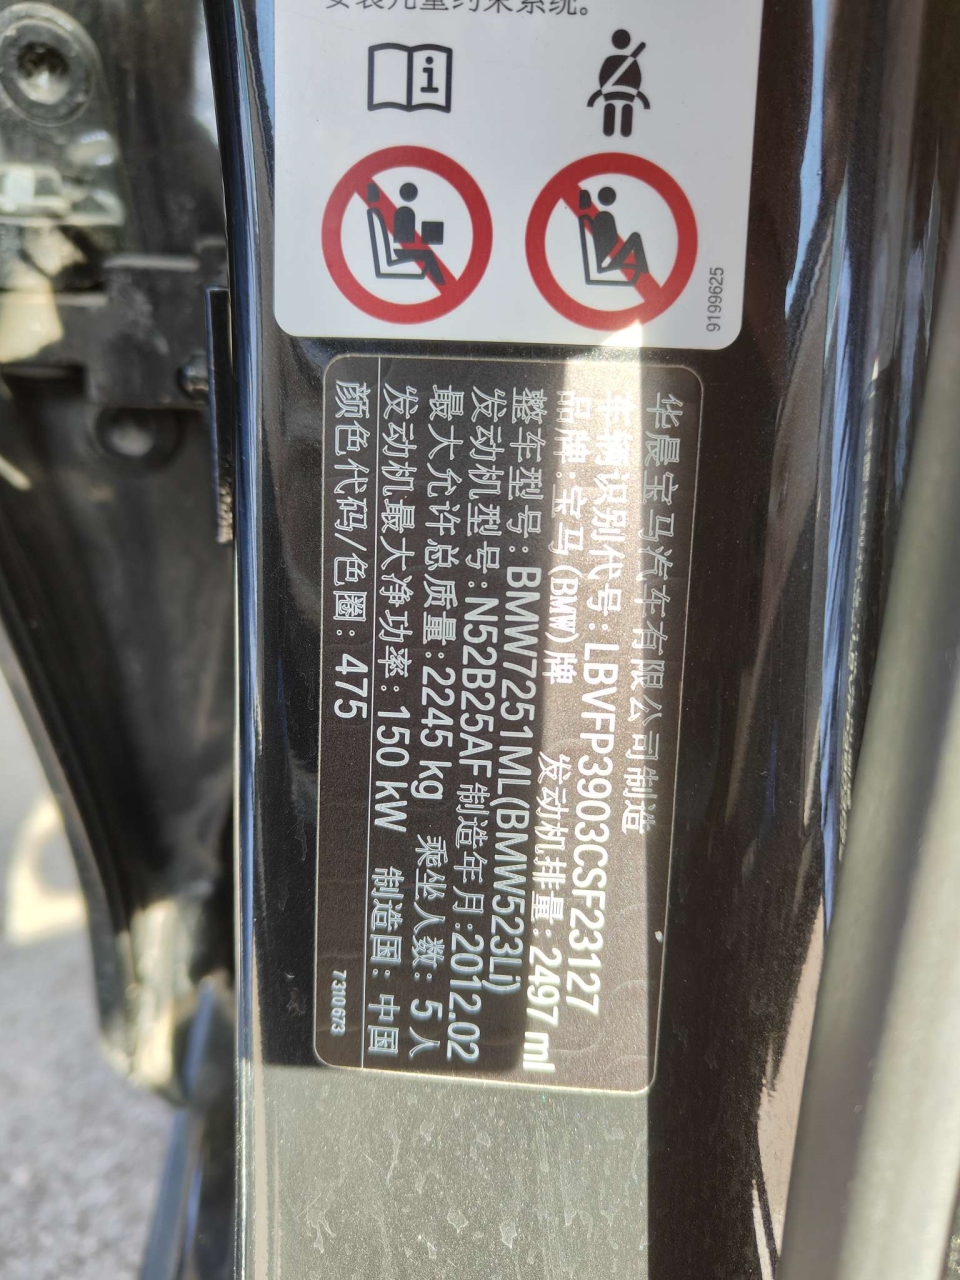 安装儿童约束系统。
9199625
华晨宝马汽车有限公司制造
车辆识别代号：LBVFP3903CSF23127
品牌：宝马(BMW)牌 发动机排量：2497 ml
整车型号：BMW7251ML(BMW523Li)
发动机型号：N52B25AF 制造年月：2012.02
最大允许总质量：2245 kg 乘坐人数：5 人
发动机最大净功率：150 kW 制造国：中国
颜色代码/色圈：475
7310673